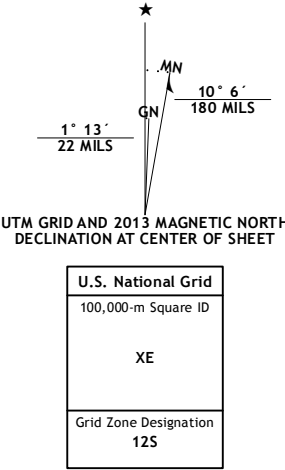 ★
MN
10° 6´
180 MILS
GN
1° 13´
22 MILS
UTM GRID AND 2013 MAGNETIC NORTH
DECLINATION AT CENTER OF SHEET
U.S. National Grid
100,000-m Square ID
XE
Grid Zone Designation
12S